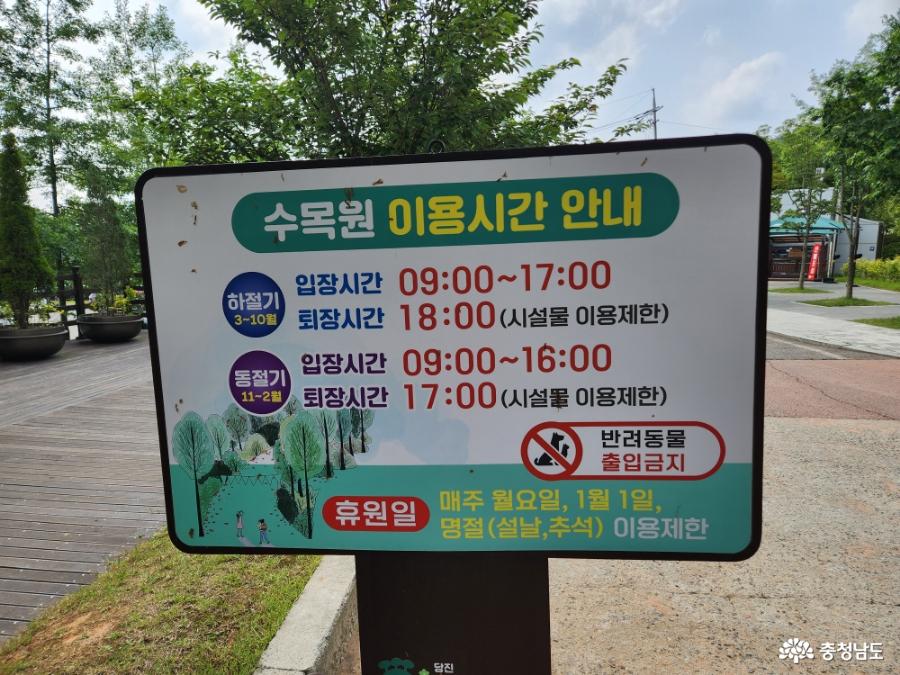 수목원 이용시간 안내
하절기
3~10월
입장시간 09:00~17:00
퇴장시간 18:00 (시설물 이용제한)
동절기
11~2월
입장시간 09:00~16:00
퇴장시간 17:00 (시설물 이용제한)
반려동물
출입금지
휴원일
매주 월요일, 1월 1일,
명절(설날,추석) 이용제한
당진
충청남도